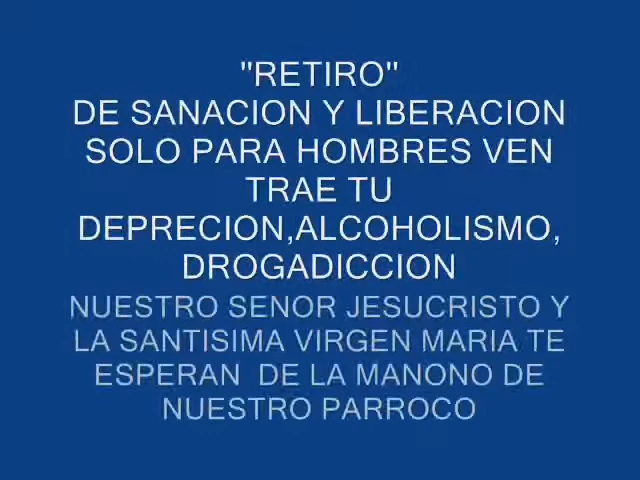 "RETIRO"
DE SANACION Y LIBERACION
SOLO PARA HOMBRES VEN
TRAE TU
DEPRECION,ALCOHOLISMO,
DROGADICCION
NUESTRO SENOR JESUCRISTO Y
LA SANTISIMA VIRGEN MARIA TE
ESPERAN  DE LA MANONO DE
NUESTRO PARROCO